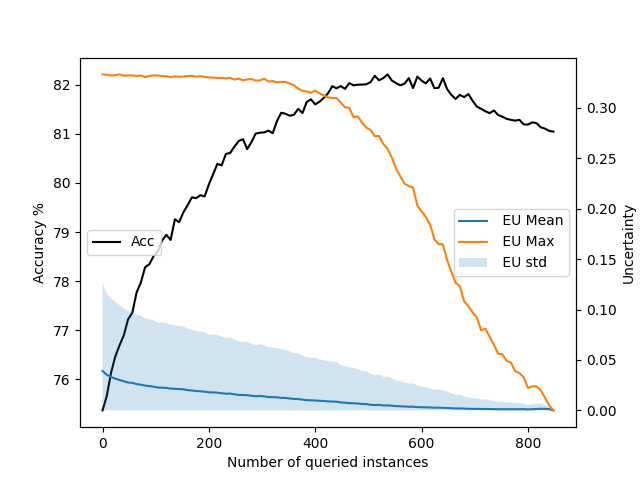 82
81
80
79
78
77
76
Accuracy %
0.30
0.25
0.20
0.15
0.10
0.05
0.00
Uncertainty
Acc
EU Mean
EU Max
EU std
0 200 400 600 800
Number of queried instances